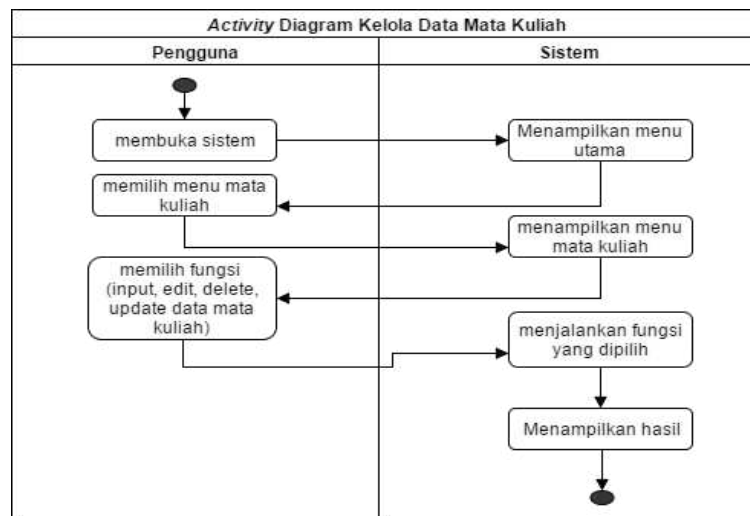 Activity Diagram Kelola Data Mata Kuliah
Pengguna
Sistem
membuka sistem
Menampilkan menu
utama
memilih menu mata
kuliah
menampilkan menu
mata kuliah
memilih fungsi
(input, edit, delete,
update data mata
kuliah)
menjalankan fungsi
yang dipilih
Menampilkan hasil